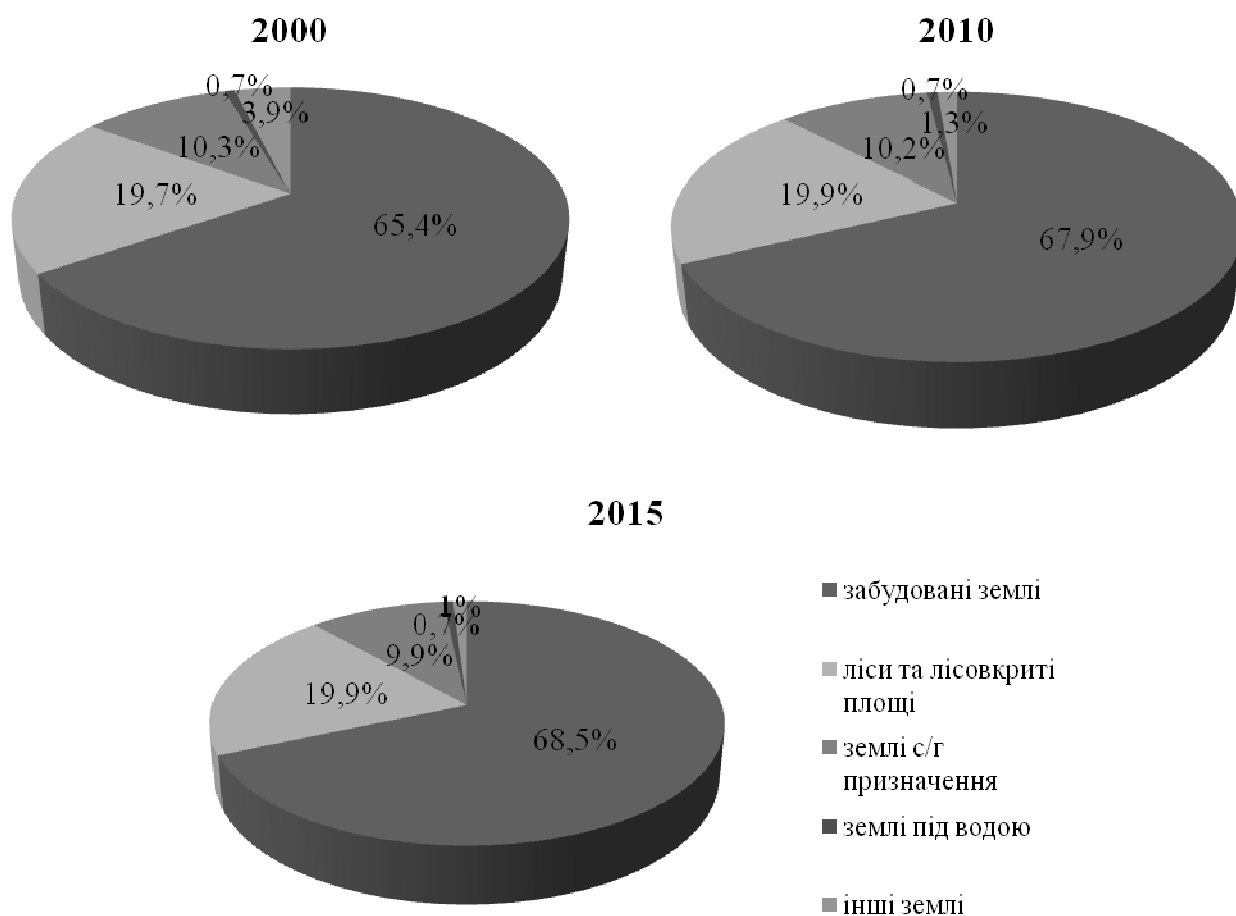 2000
0,7%
3,9%
10,3%
19,7%
65,4%
2010
0,7%
1,3%
10,2%
19,9%
67,9%
2015
1%
0,7%
9,9%
19,9%
68,5%
забудовані землі
ліси та лісовкриті
площі
землі с/г
призначення
землі під водою
інші землі